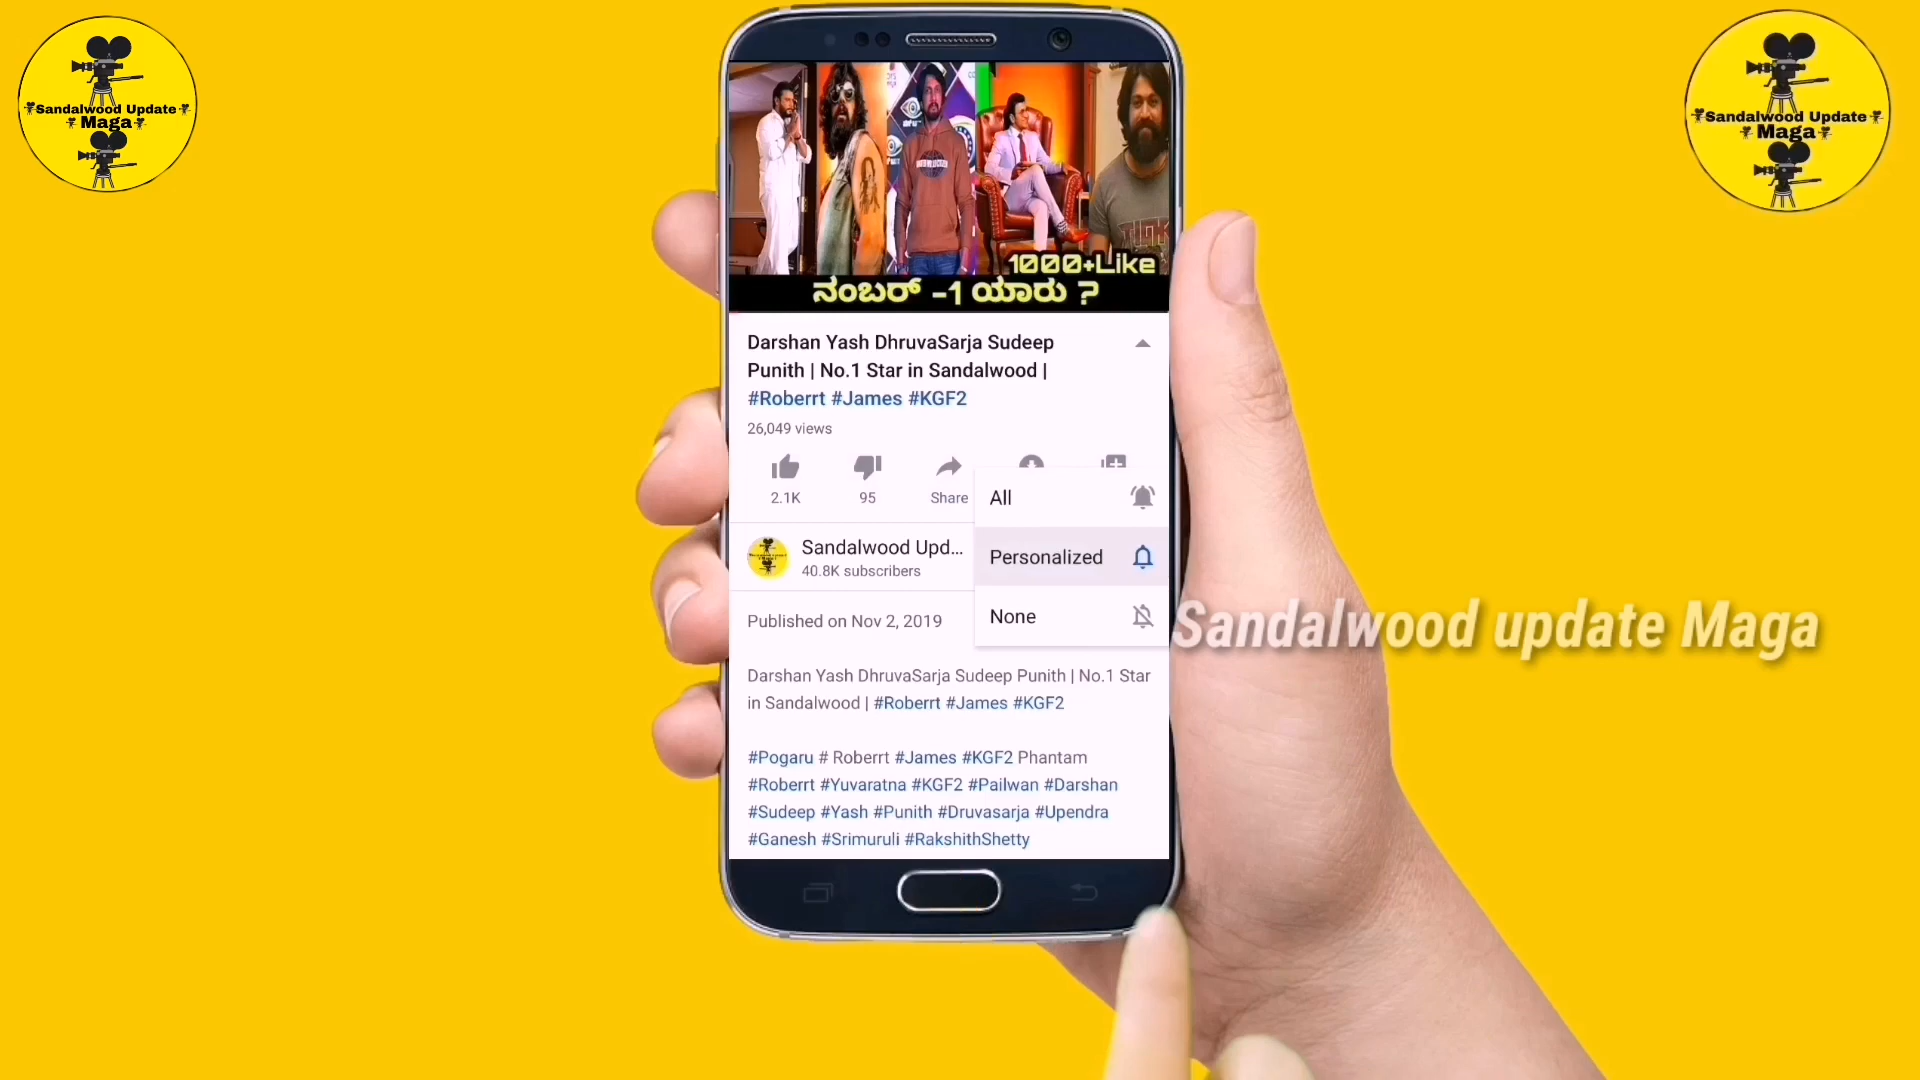 Sandalwood Update
Maga
Sandalwood Update
Maga
1000+Like
ನಂಬರ್ -1 ಯಾರು ?
Darshan Yash DhruvaSarja Sudeep
Punith | No.1 Star in Sandalwood |
#Roberrt #James #KGF2
26,049 views
2.1K
95
Share
All
Personalized
None
Sandalwood Upd...
40.8K subscribers
Published on Nov 2, 2019
Sandalwood update Maga
Darshan Yash DhruvaSarja Sudeep Punith | No.1 Star
in Sandalwood | #Roberrt #James #KGF2
#Pogaru # Roberrt #James #KGF2 Phantam
#Roberrt #Yuvaratna #KGF2 #Pailwan #Darshan
#Sudeep #Yash #Punith #Druvasarja #Upendra
#Ganesh #Srimuruli #RakshithShetty